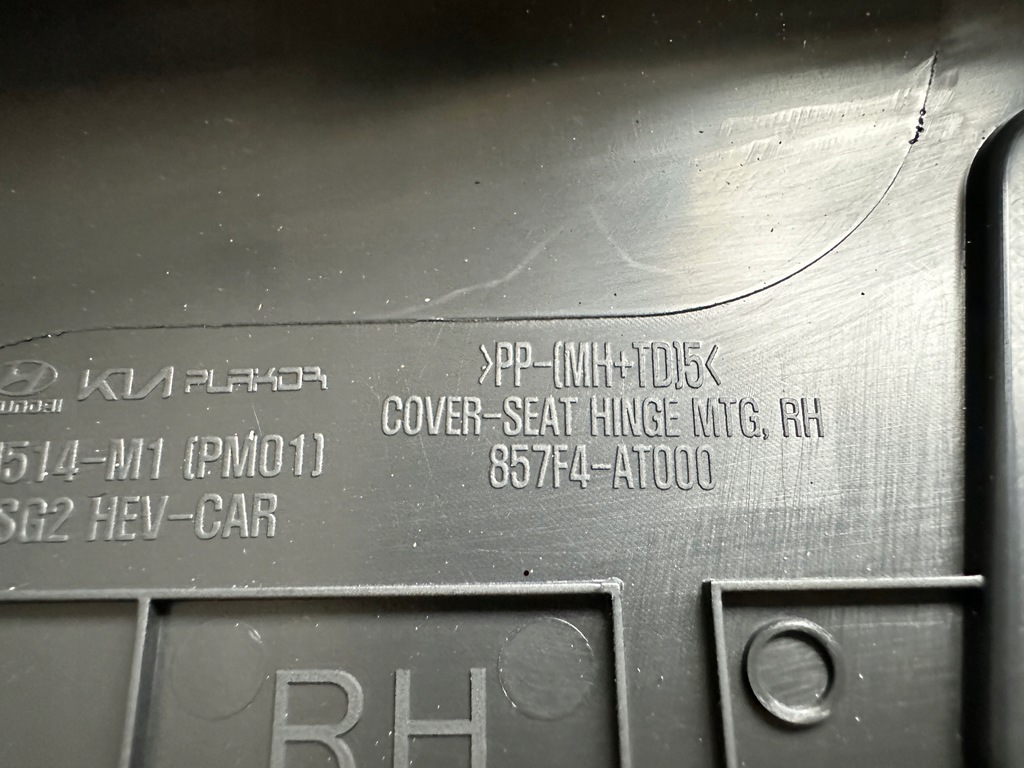 KIA PLAKOR
514-M1 (PM01)
SG2 HEV-CAR
>PP-(MH+TD)5<
COVER-SEAT HINGE MTG, RH
857F4-AT000
RH